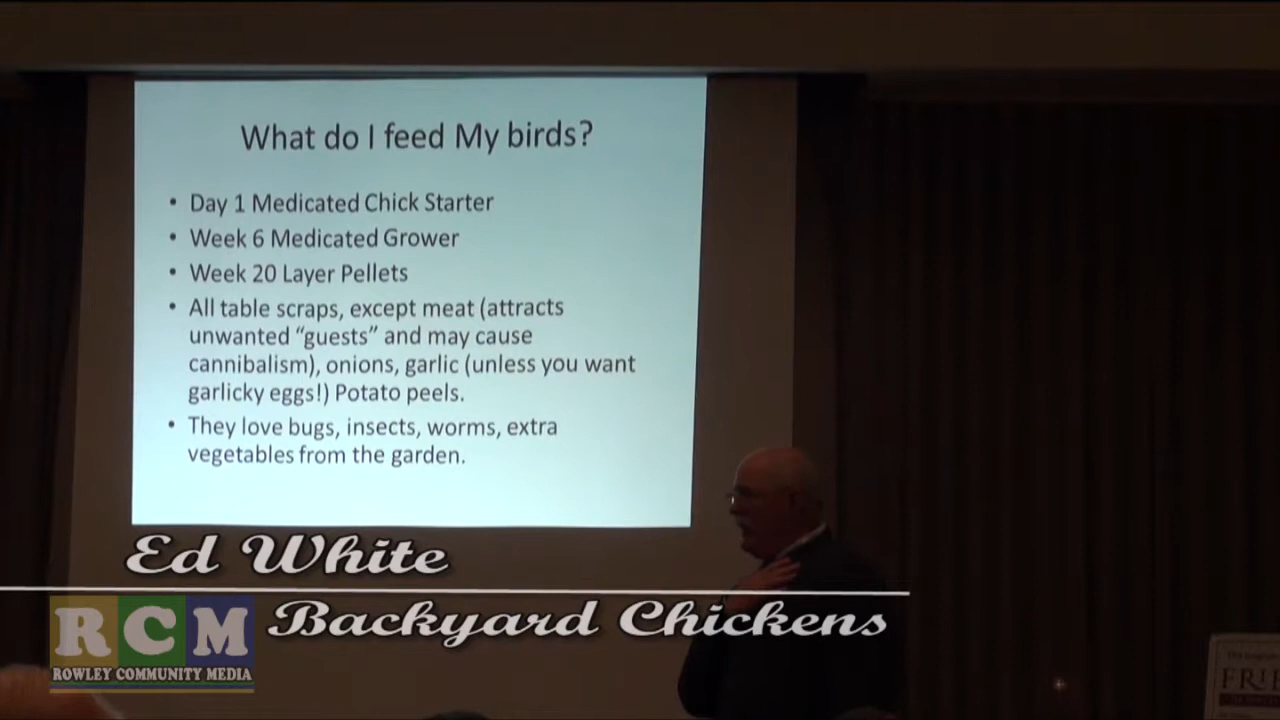 What do I feed My birds?
• Day 1 Medicated Chick Starter
• Week 6 Medicated Grower
• Week 20 Layer Pellets
• All table scraps, except meat (attracts
unwanted “guests” and may cause
cannibalism), onions, garlic (unless you want
garlicky eggs!) Potato peels.
• They love bugs, insects, worms, extra
vegetables from the garden.
Ed White
Backyard Chickens
RCM
ROWLEY COMMUNITY MEDIA